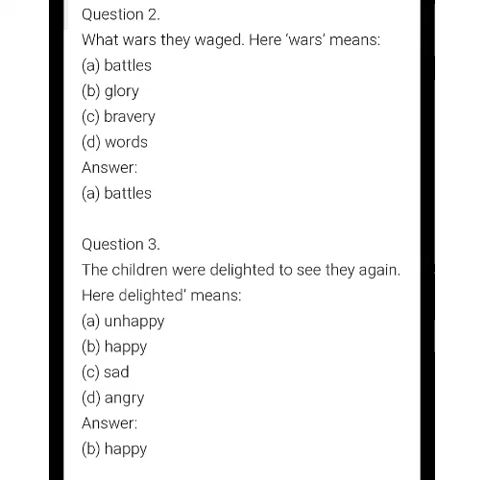 Question 2.
What wars they waged. Here ‘wars’ means:
(a) battles
(b) glory
(c) bravery
(d) words
Answer:
(a) battles
Question 3.
The children were delighted to see they again.
Here delighted’ means:
(a) unhappy
(b) happy
(c) sad
(d) angry
Answer:
(b) happy